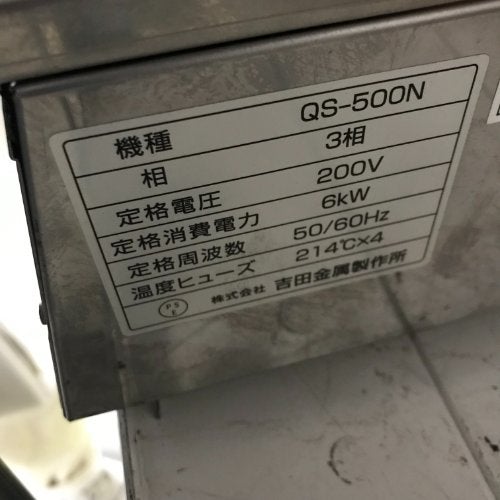 機種 QS-500N
相 3相
定格電圧 200V
定格消費電力 6kW
定格周波数 50/60Hz
温度ヒューズ 214℃×4
PSE 株式会社 吉田金属製作所